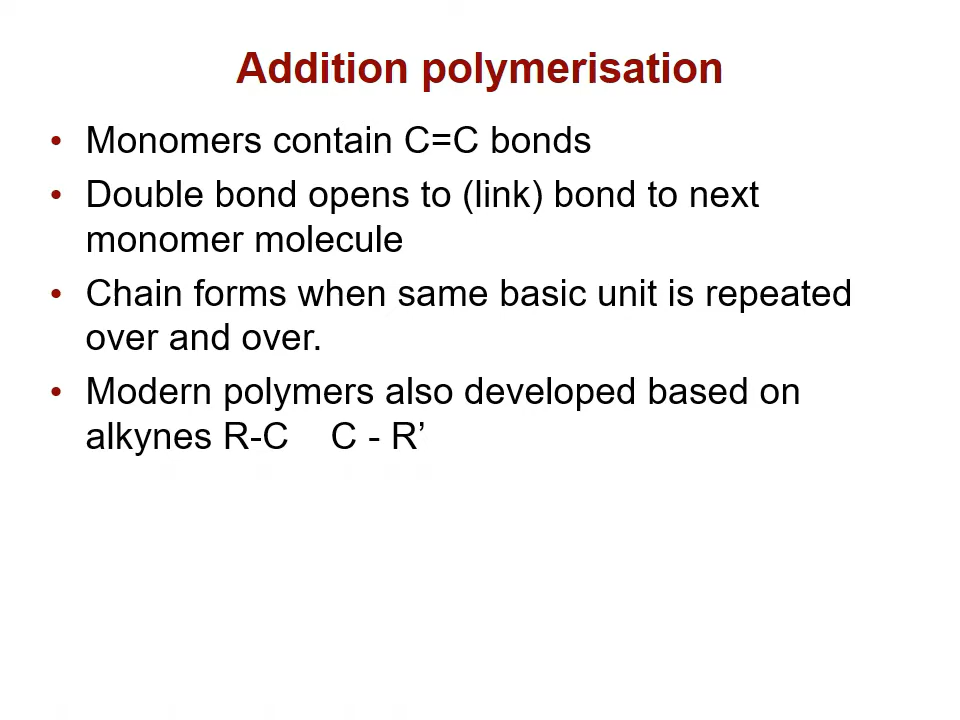 Addition polymerisation
• Monomers contain C=C bonds
• Double bond opens to (link) bond to next
monomer molecule
• Chain forms when same basic unit is repeated
over and over.
• Modern polymers also developed based on
alkynes R-C    C - R’